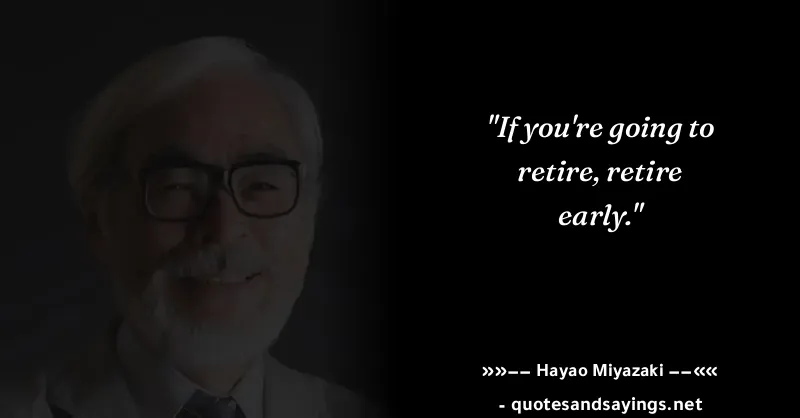 "If you're going to
retire, retire
early."
»»−− Hayao Miyazaki −−««
- quotesandsayings.net